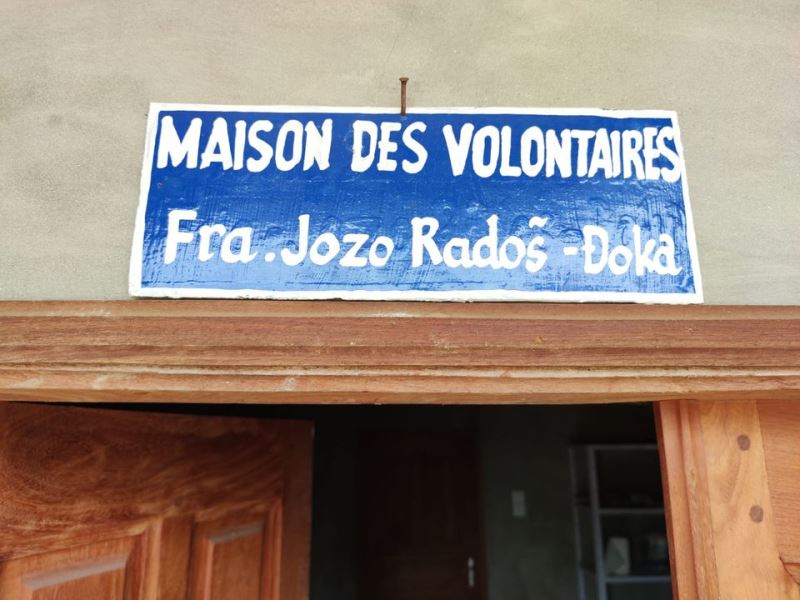 MAISON DES VOLONTAIRES
Fra. Jozo Radoš̃ - Đoka